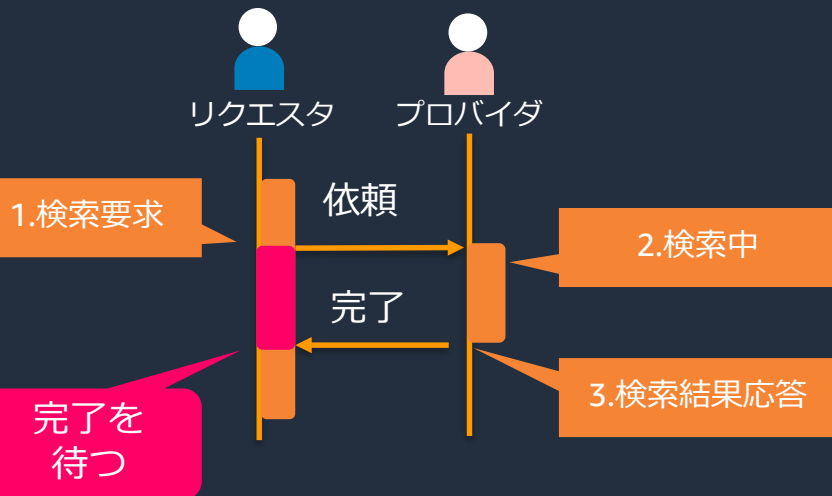 リクエスタ
プロバイダ
1.検索要求
依頼
2.検索中
完了
3.検索結果応答
完了を
待つ